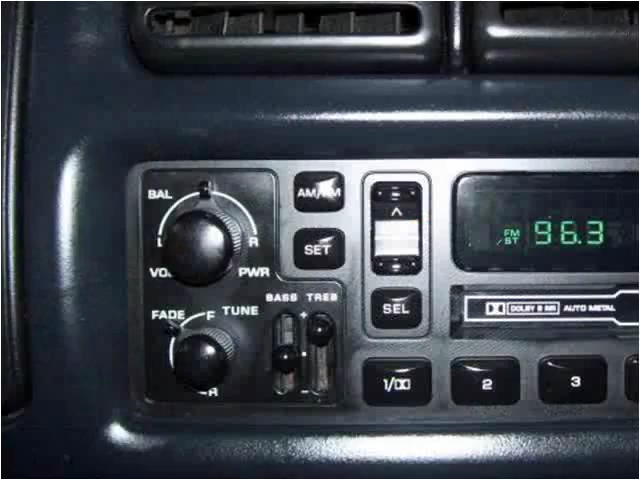 BAL
AM/FM
L
R
SET
VOL
PWR
FM
/ST
96.3
BASS TREB
FADE F TUNE
R
+
-
SEL
DOLBY B NR AUTO METAL
1/
2
3